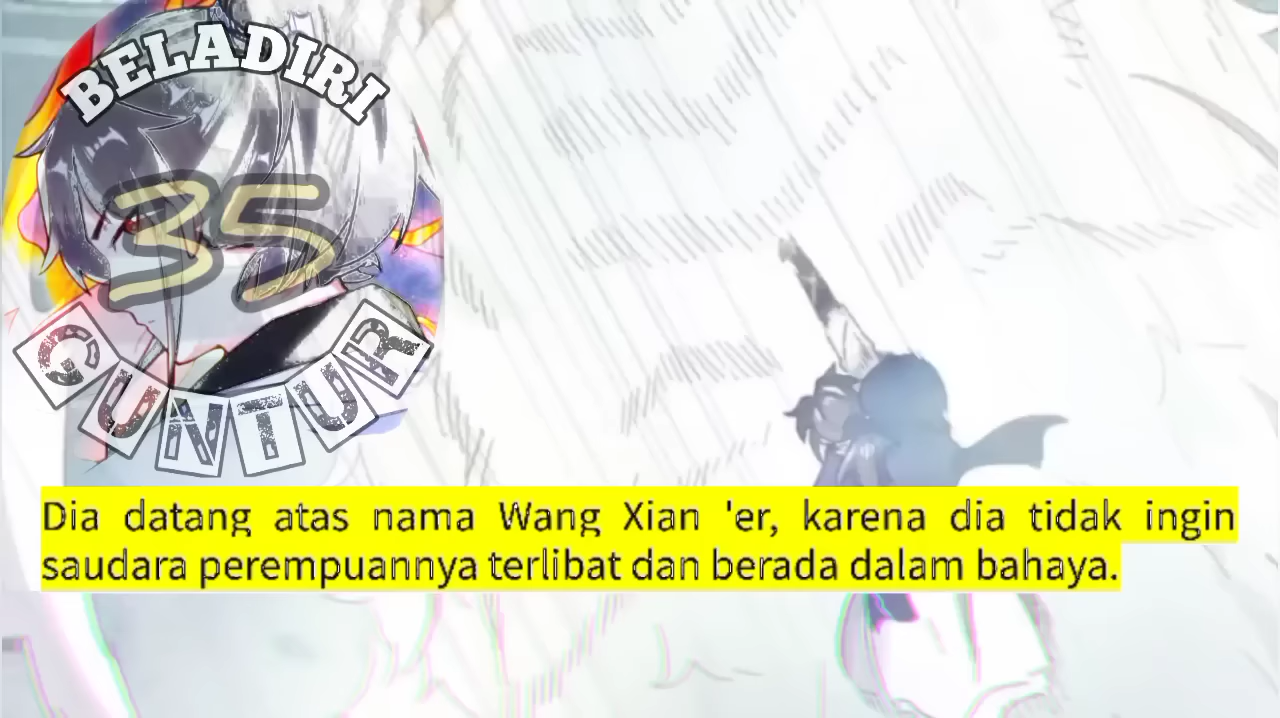 BELADIRI
35
GUNTUR
Dia datang atas nama Wang Xian 'er, karena dia tidak ingin
saudara perempuannya terlibat dan berada dalam bahaya.